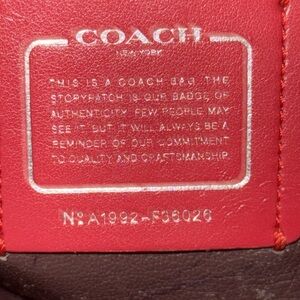 COACH
NEW YORK
THIS IS A COACH BAG. THE
STORYPATCH IS OUR BADGE OF
AUTHENTICITY. FEW PEOPLE MAY
SEE IT, BUT IT WILL ALWAYS BE A
REMINDER OF OUR COMMITMENT
TO QUALITY AND CRAFTSMANSHIP.
Nº A1992-F36026